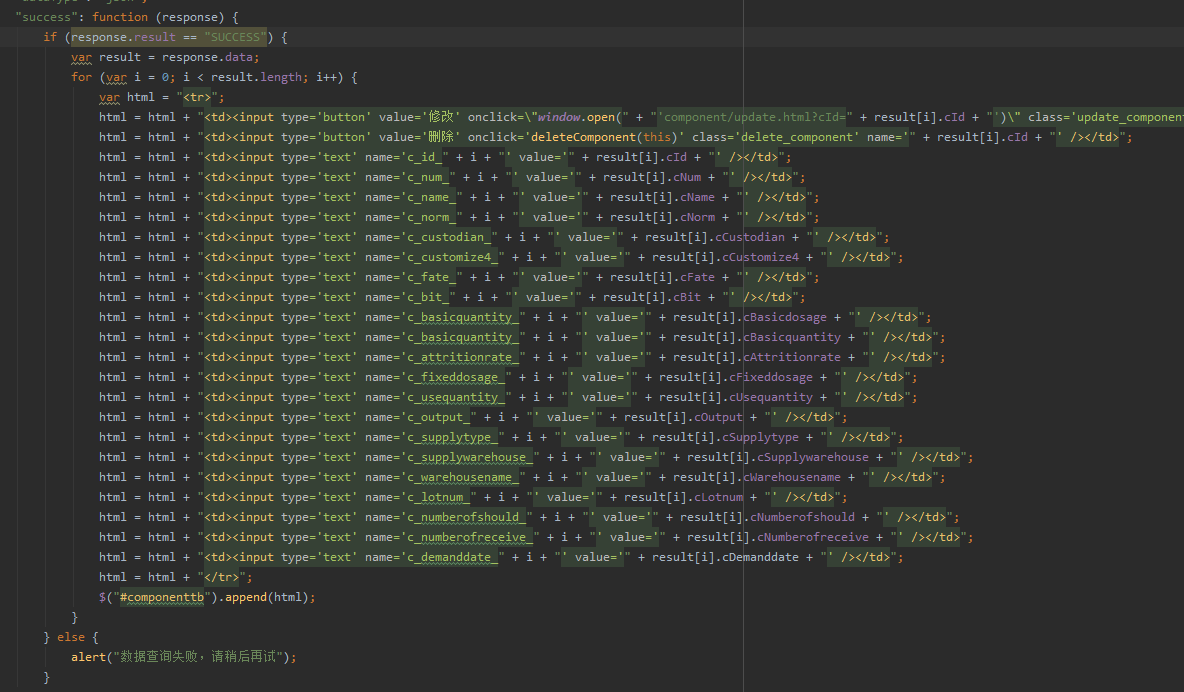 "success": function (response) {
if (response.result == "SUCCESS") {
var result = response.data;
for (var i = 0; i < result.length; i++) {
var html = "<tr>";
html = html + "<td><input type='button' value='修改' onclick=\"window.open(" + "'component/update.html?cId=" + result[i].cId + "')\" class='update_component
html = html + "<td><input type='button' value='删除' onclick='deleteComponent(this)' class='delete_component' name='" + result[i].cId + "' /></td>";
html = html + "<td><input type='text' name='c_id_" + i + "' value='" + result[i].cId + "' /></td>";
html = html + "<td><input type='text' name='c_num_" + i + "' value='" + result[i].cNum + "' /></td>";
html = html + "<td><input type='text' name='c_name_" + i + "' value='" + result[i].cName + "' /></td>";
html = html + "<td><input type='text' name='c_norm_" + i + "' value='" + result[i].cNorm + "' /></td>";
html = html + "<td><input type='text' name='c_custodian_" + i + "' value='" + result[i].cCustodian + "' /></td>";
html = html + "<td><input type='text' name='c_customize4_" + i + "' value='" + result[i].cCustomize4 + "' /></td>";
html = html + "<td><input type='text' name='c_fate_" + i + "' value='" + result[i].cFate + "' /></td>";
html = html + "<td><input type='text' name='c_bit_" + i + "' value='" + result[i].cBit + "' /></td>";
html = html + "<td><input type='text' name='c_basicquantity_" + i + "' value='" + result[i].cBasicdosage + "' /></td>";
html = html + "<td><input type='text' name='c_basicquantity_" + i + "' value='" + result[i].cBasicquantity + "' /></td>";
html = html + "<td><input type='text' name='c_attritionrate_" + i + "' value='" + result[i].cAttritionrate + "' /></td>";
html = html + "<td><input type='text' name='c_fixeddosage_" + i + "' value='" + result[i].cFixeddosage + "' /></td>";
html = html + "<td><input type='text' name='c_usequantity_" + i + "' value='" + result[i].cUsequantity + "' /></td>";
html = html + "<td><input type='text' name='c_output_" + i + "' value='" + result[i].cOutput + "' /></td>";
html = html + "<td><input type='text' name='c_supplytype_" + i + "' value='" + result[i].cSupplytype + "' /></td>";
html = html + "<td><input type='text' name='c_supplywarehouse_" + i + "' value='" + result[i].cSupplywarehouse + "' /></td>";
html = html + "<td><input type='text' name='c_warehousename_" + i + "' value='" + result[i].cWarehousename + "' /></td>";
html = html + "<td><input type='text' name='c_lotnum_" + i + "' value='" + result[i].cLotnum + "' /></td>";
html = html + "<td><input type='text' name='c_numberofshould_" + i + "' value='" + result[i].cNumberofshould + "' /></td>";
html = html + "<td><input type='text' name='c_numberofreceive_" + i + "' value='" + result[i].cNumberofreceive + "' /></td>";
html = html + "<td><input type='text' name='c_demanddate_" + i + "' value='" + result[i].cDemanddate + "' /></td>";
html = html + "</tr>";
$("#componenttb").append(html);
}
} else {
alert("数据查询失败，请稍后再试");
}